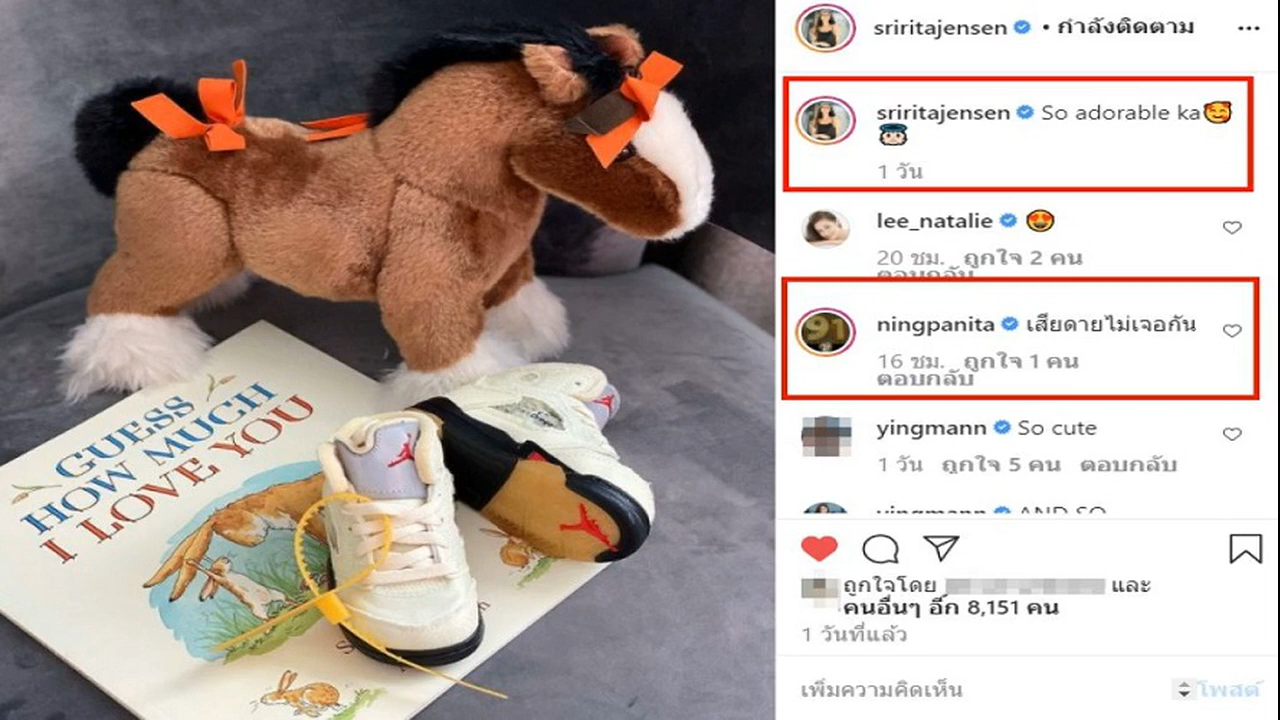 GUESS
HOW MUCH
I LOVE YOU
sriritajensen • กำลังติดตาม
sriritajensen So adorable ka
1 วัน
lee_natalie
20 ชม. ถูกใจ 2 คน
ตอบกลับ
91
ningpanita เสียดายไม่เจอกัน
16 ชม. ถูกใจ 1 คน
ตอบกลับ
yingmann So cute
1 วัน ถูกใจ 5 คน ตอบกลับ
yingmann AND SO
ถูกใจโดย และ
คนอื่นๆ อีก 8,151 คน
1 วันที่แล้ว
เพิ่มความคิดเห็น
โพสต์